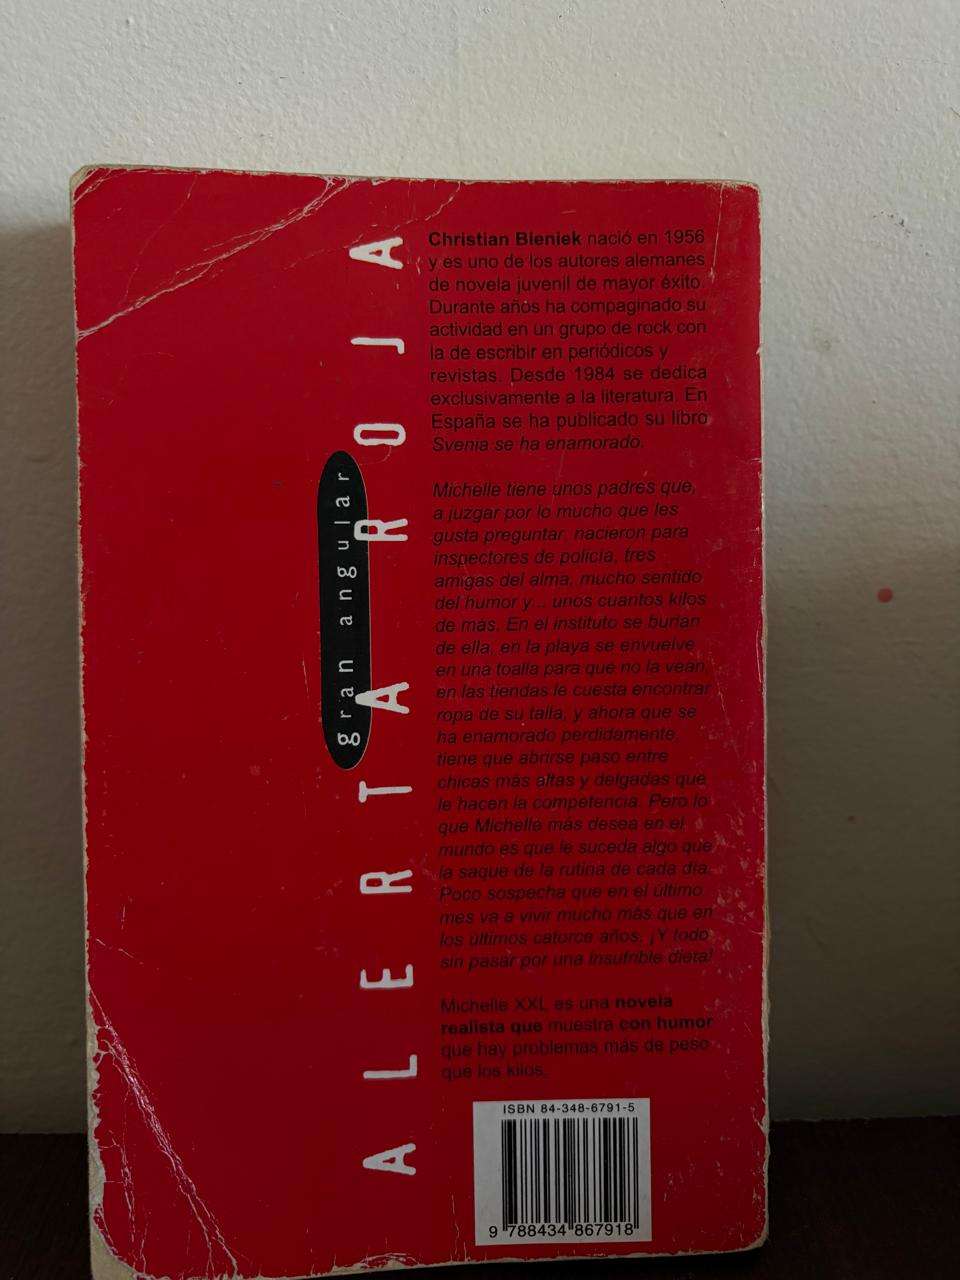 ALERTA ROJA
gran angular
Christian Bieniek nació en 1956
y es uno de los autores alemanes
de novela juvenil de mayor éxito.
Durante años ha compaginado su
actividad en un grupo de rock con
la de escribir en periódicos y
revistas. Desde 1984 se dedica
exclusivamente a la literatura. En
España se ha publicado su libro
Svenia se ha enamorado.
Michelle tiene unos padres que,
a juzgar por lo mucho que les
gusta preguntar, nacieron para
inspectores de policía, tres
amigas del alma, mucho sentido
del humor y... unos cuantos kilos
de más. En el instituto se burlan
de ella, en la playa se envuelve
en una toalla para que no la vean,
en las tiendas le cuesta encontrar
ropa de su talla, y ahora que se
ha enamorado perdidamente,
tiene que abrirse paso entre
chicas más altas y delgadas que
le hacen la competencia. Pero lo
que Michelle más desea en el
mundo es que le suceda algo que
la saque de la rutina de cada día.
Poco sospecha que en el último
mes va a vivir mucho más que en
los últimos catorce años. ¡Y todo
sin pasar por una insufrible dieta!
Michelle XXL es una novela
realista que muestra con humor
que hay problemas más de peso
que los kilos.
ISBN 84-348-6791-5
9 788434 867918